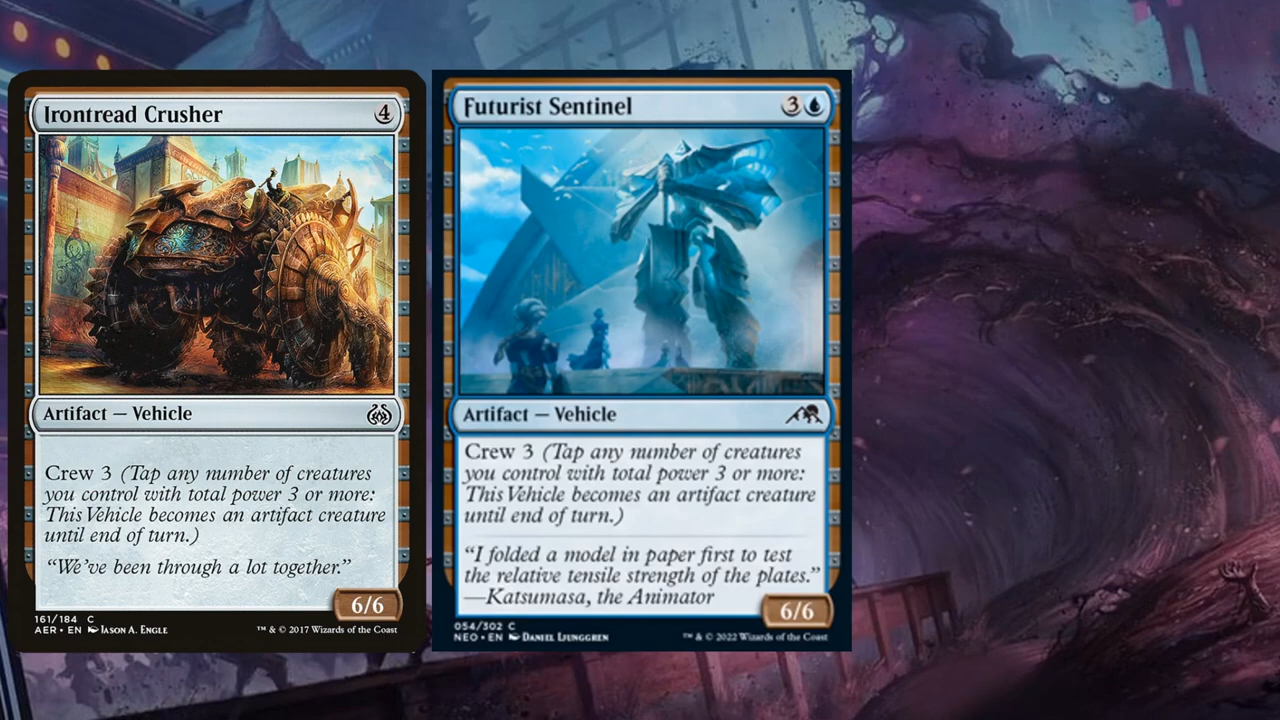 Irontread Crusher
4
Artifact — Vehicle
Crew 3 (Tap any number of creatures
you control with total power 3 or more:
This Vehicle becomes an artifact creature
until end of turn.)
“We’ve been through a lot together.”
6/6
161/184 C
AER • EN Jason A. Engle
™ & © 2017 Wizards of the Coast
Futurist Sentinel
3
Artifact — Vehicle
Crew 3 (Tap any number of creatures
you control with total power 3 or more:
This Vehicle becomes an artifact creature
until end of turn.)
“I folded a model in paper first to test
the relative tensile strength of the plates.”
—Katsumasa, the Animator
6/6
054/302 C
NEO • EN Daniel Ljunggren
™ & © 2022 Wizards of the Coast